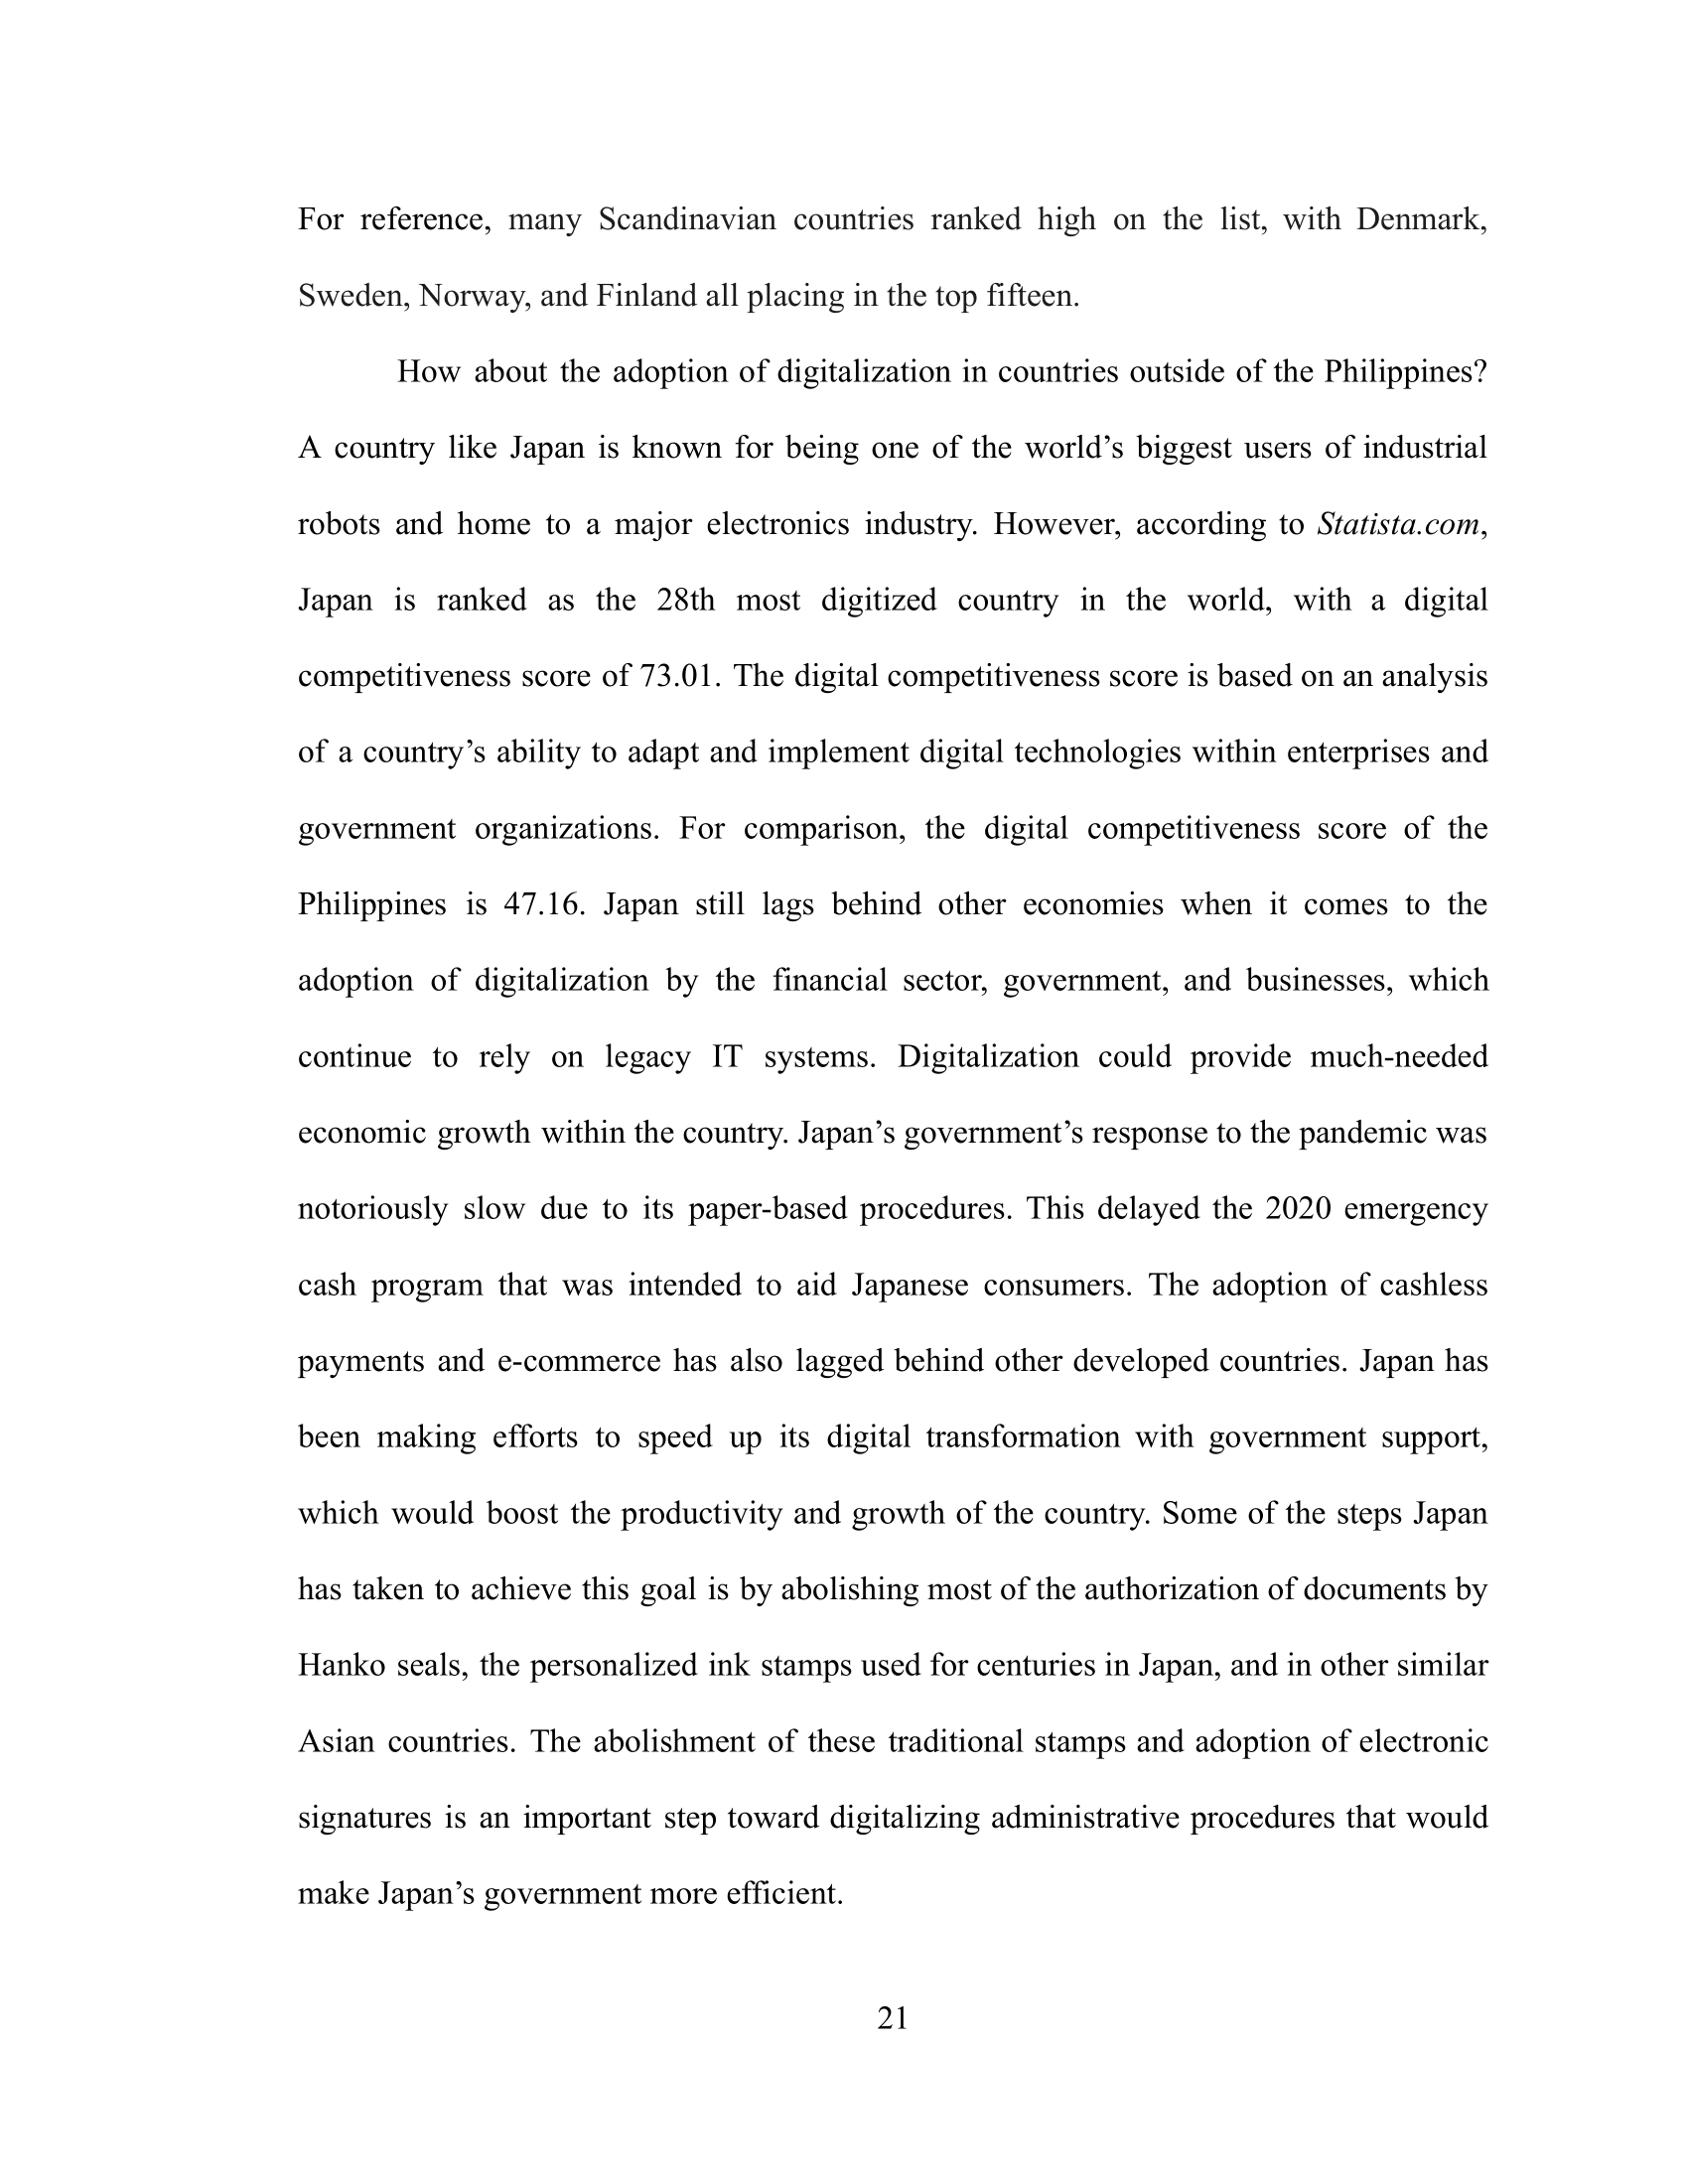 For reference, many Scandinavian countries ranked high on the list, with Denmark,
Sweden, Norway, and Finland all placing in the top fifteen.
How about the adoption of digitalization in countries outside of the Philippines?
A country like Japan is known for being one of the world’s biggest users of industrial
robots and home to a major electronics industry. However, according to Statista.com,
Japan is ranked as the 28th most digitized country in the world, with a digital
competitiveness score of 73.01. The digital competitiveness score is based on an analysis
of a country’s ability to adapt and implement digital technologies within enterprises and
government organizations. For comparison, the digital competitiveness score of the
Philippines is 47.16. Japan still lags behind other economies when it comes to the
adoption of digitalization by the financial sector, government, and businesses, which
continue to rely on legacy IT systems. Digitalization could provide much-needed
economic growth within the country. Japan’s government’s response to the pandemic was
notoriously slow due to its paper-based procedures. This delayed the 2020 emergency
cash program that was intended to aid Japanese consumers. The adoption of cashless
payments and e-commerce has also lagged behind other developed countries. Japan has
been making efforts to speed up its digital transformation with government support,
which would boost the productivity and growth of the country. Some of the steps Japan
has taken to achieve this goal is by abolishing most of the authorization of documents by
Hanko seals, the personalized ink stamps used for centuries in Japan, and in other similar
Asian countries. The abolishment of these traditional stamps and adoption of electronic
signatures is an important step toward digitalizing administrative procedures that would
make Japan’s government more efficient.
21